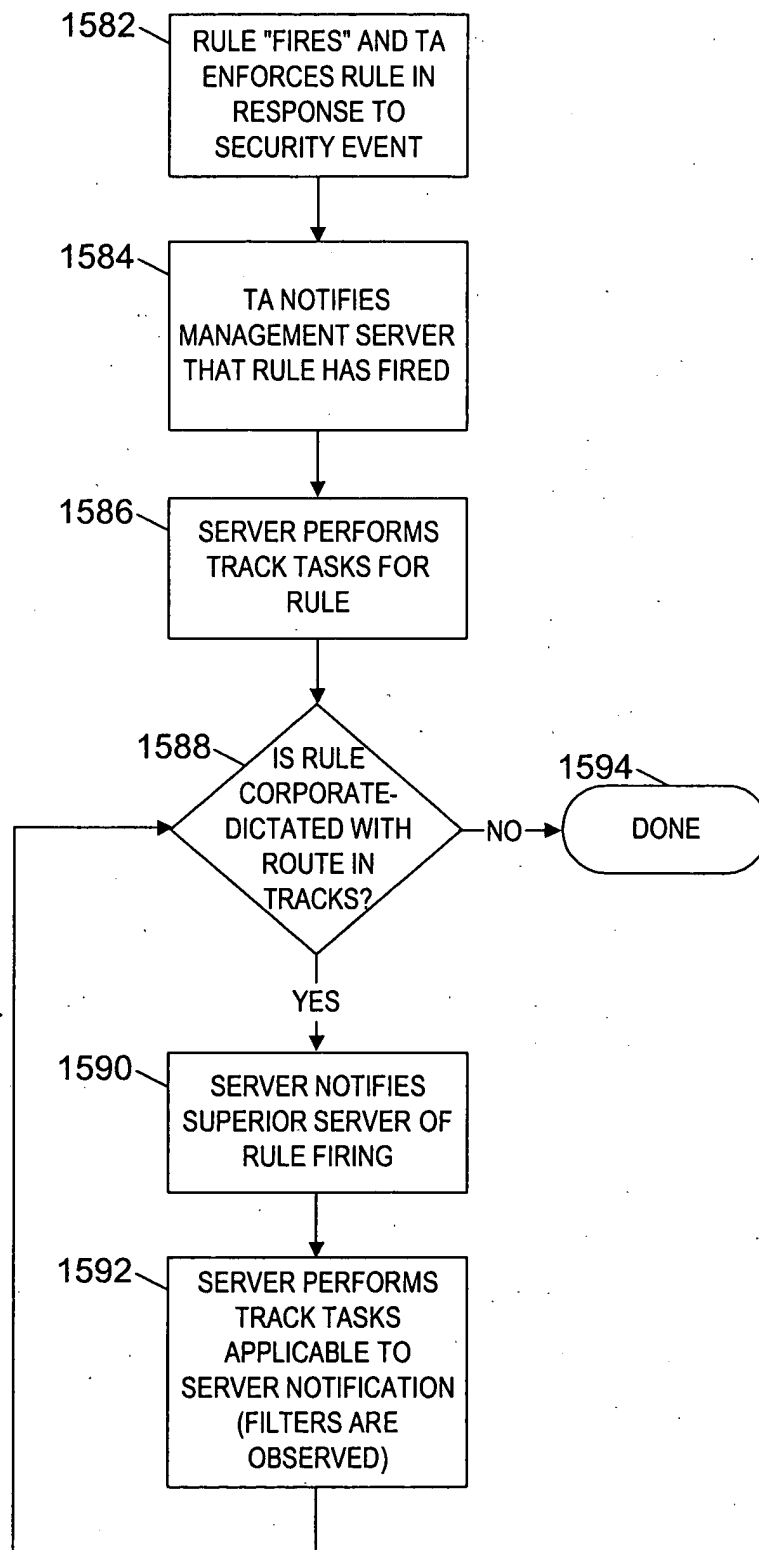 1582
RULE "FIRES" AND TA
ENFORCES RULE IN
RESPONSE TO
SECURITY EVENT
1584
TA NOTIFIES
MANAGEMENT SERVER
THAT RULE HAS FIRED
1586
SERVER PERFORMS
TRACK TASKS FOR
RULE
1588
IS RULE
CORPORATE-
DICTATED WITH
ROUTE IN
TRACKS?
NO
1594
DONE
YES
1590
SERVER NOTIFIES
SUPERIOR SERVER OF
RULE FIRING
1592
SERVER PERFORMS
TRACK TASKS
APPLICABLE TO
SERVER NOTIFICATION
(FILTERS ARE
OBSERVED)